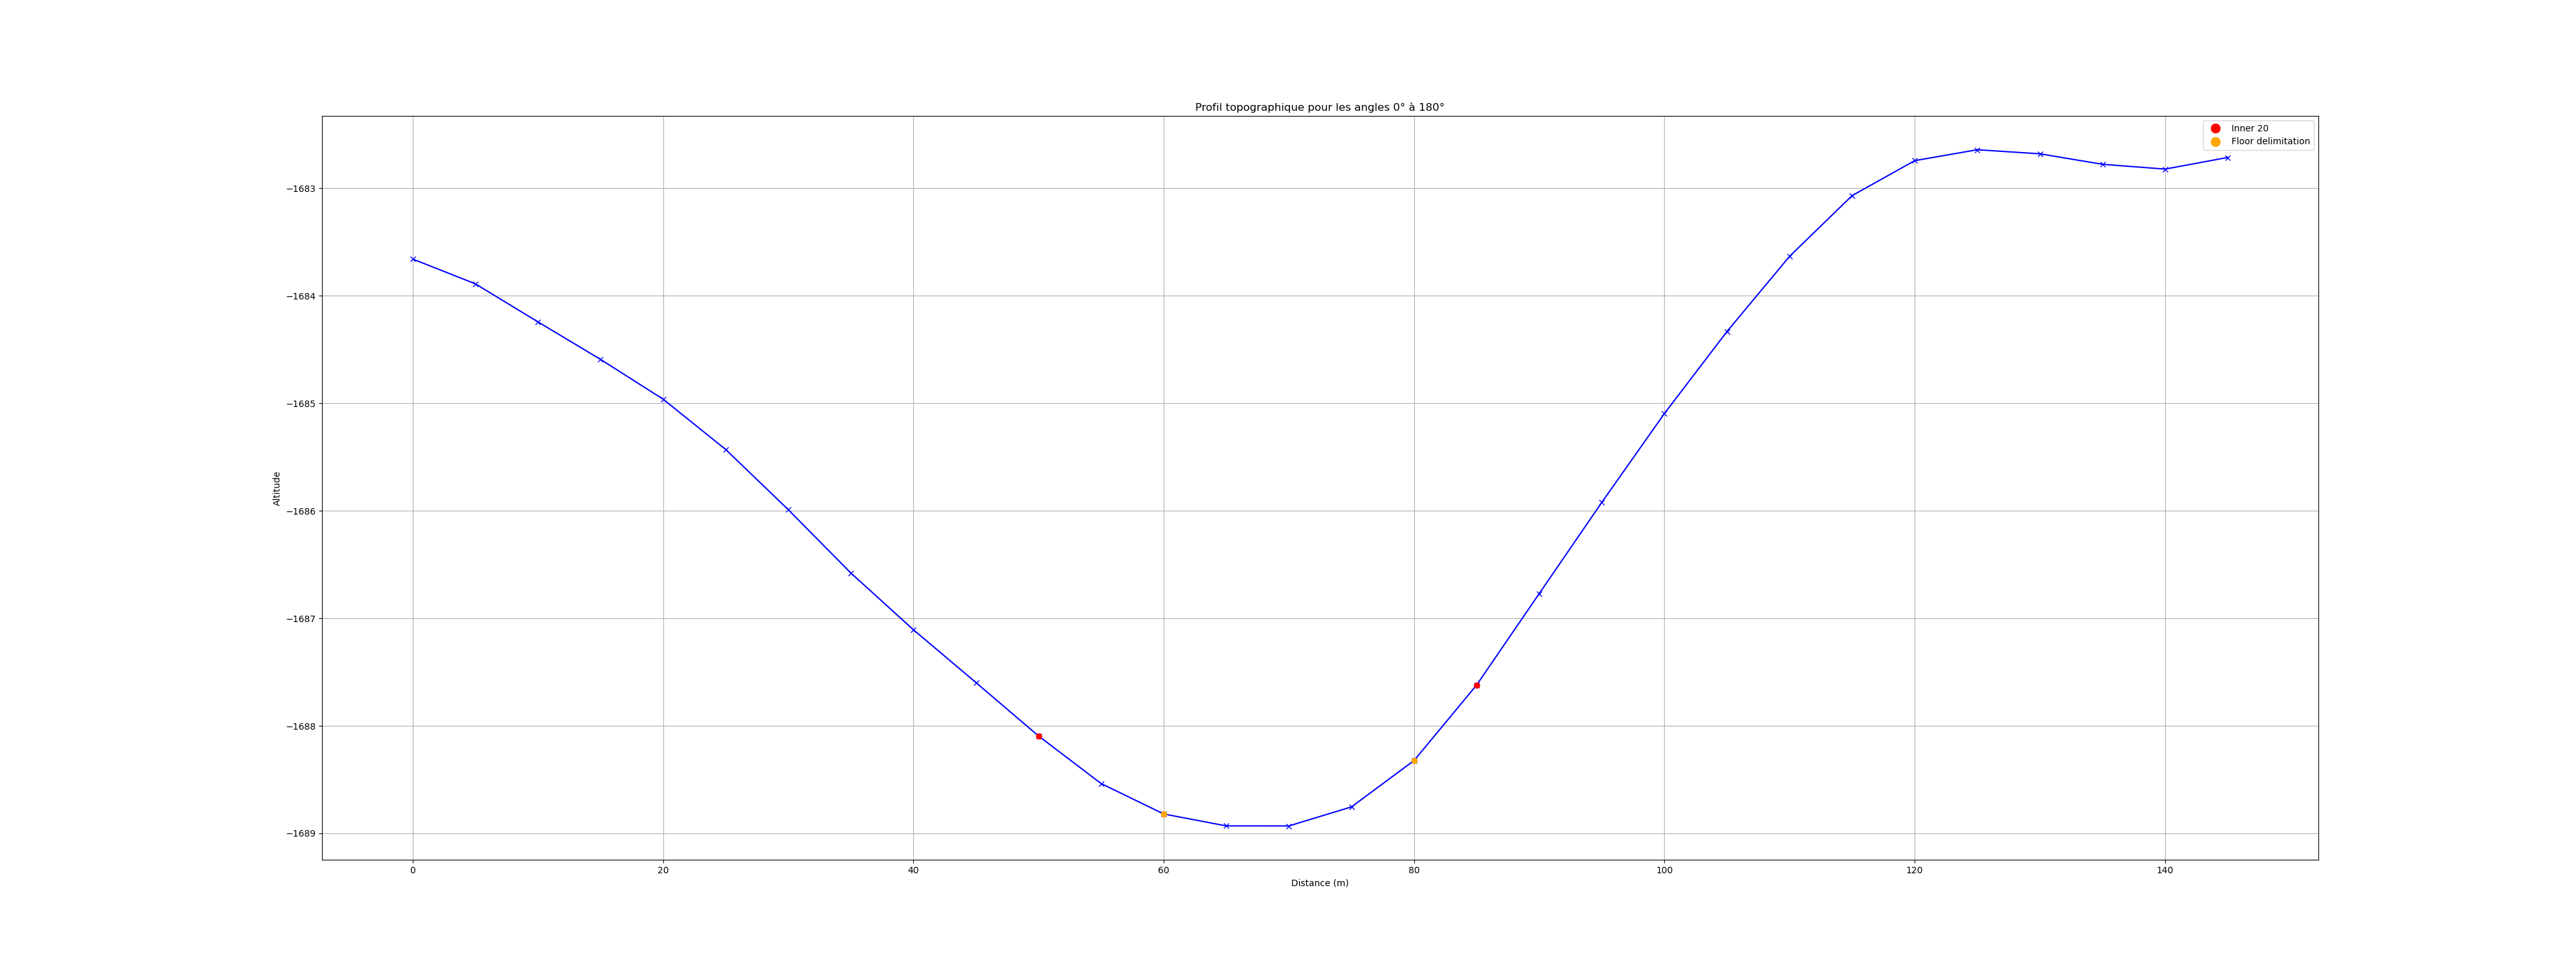 Profil topographique pour les angles 0° à 180°
Inner 20
Floor delimitation
−1683
−1684
−1685
−1686
−1687
−1688
−1689
Altitude
0 20 40 60 80 100 120 140
Distance (m)